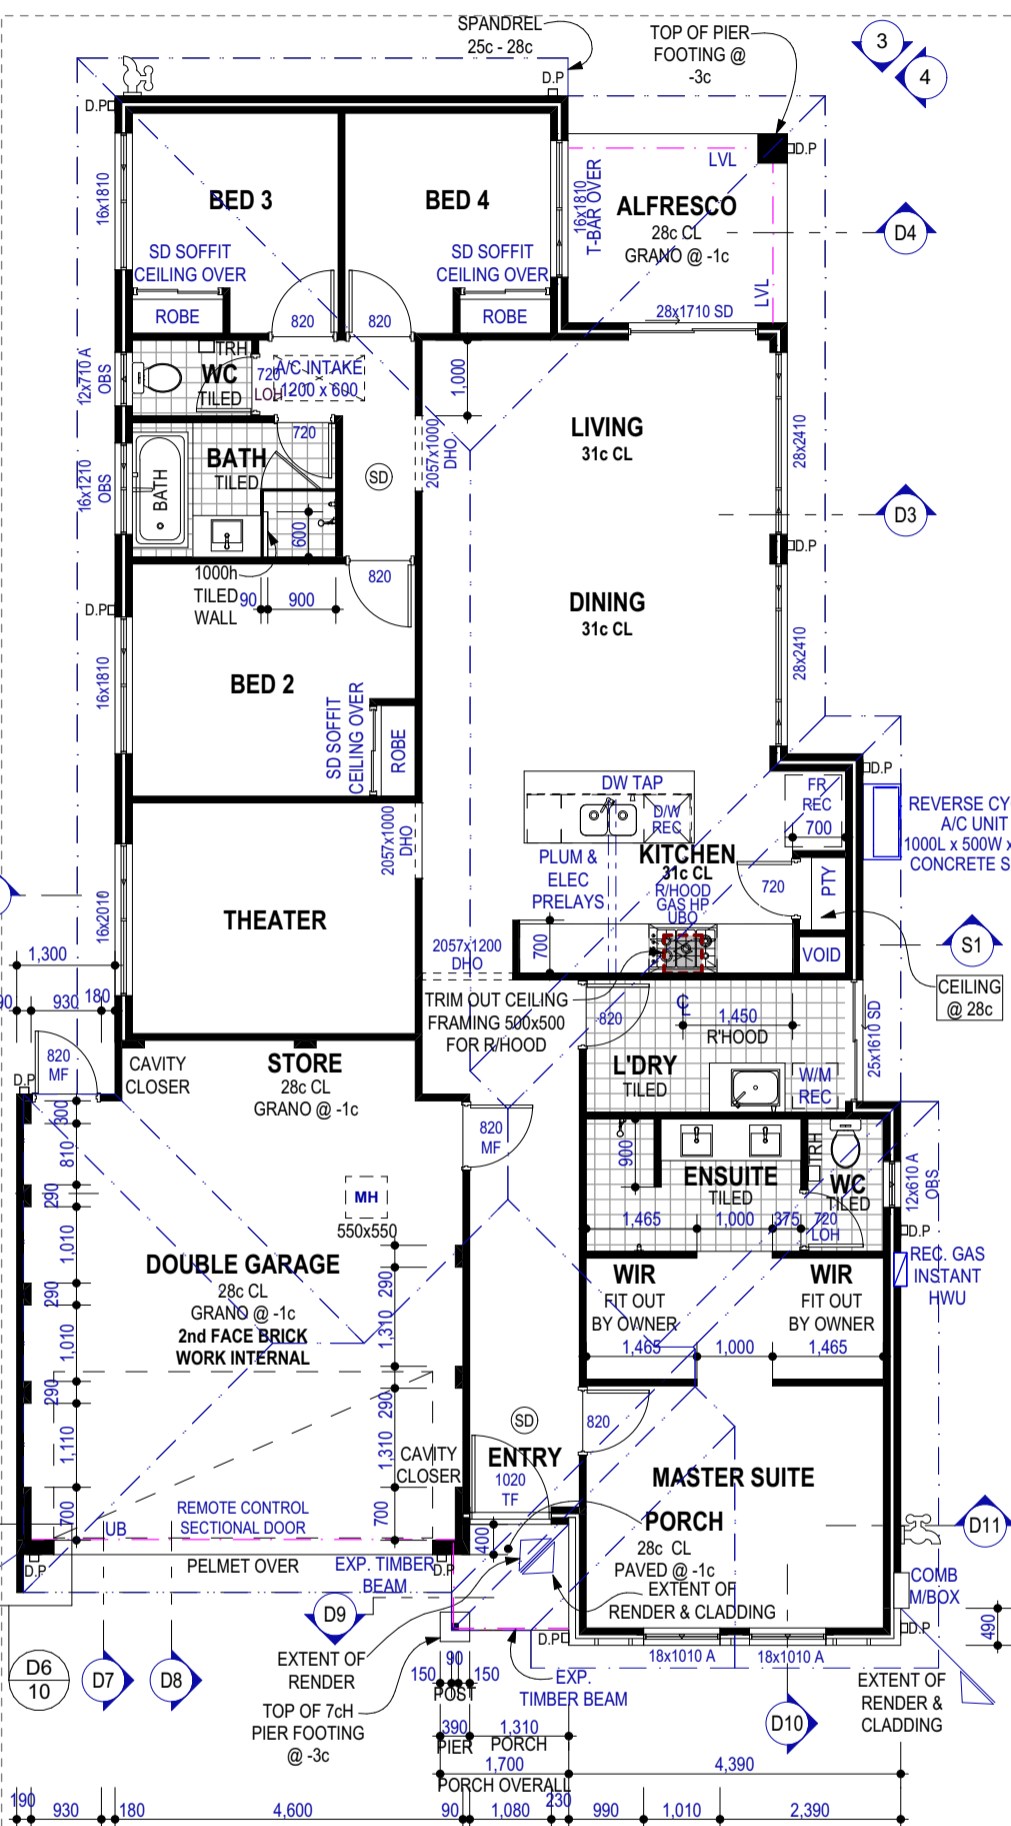 SPANDREL
25c - 28c
TOP OF PIER
FOOTING @
-3c
3
4
D.P
D.P
D.P
16x1810
BED 3
BED 4
16x1810
T-BAR OVER
LVL
ALFRESCO
28c CL
GRANO @ -1c
D4
SD SOFFIT
CEILING OVER
SD SOFFIT
CEILING OVER
LVL
ROBE
820
820
ROBE
28x1710 SD
TRH
WC
TILED
720
LOH
A/C INTAKE
1200 x 600
12x710 A
OBS
1,000
LIVING
31c CL
28x2410
720
BATH
TILED
BATH
16x1210
OBS
SD
2057x1000
DHO
D3
600
D.P
1000h
TILED
WALL
90
900
820
D.P
DINING
31c CL
28x2410
16x1810
BED 2
SD SOFFIT
CEILING OVER
ROBE
DW TAP
D/W
REC
FR
REC
700
D.P
REVERSE CY
A/C UNIT
1000L x 500W x
CONCRETE S
2057x1000
DHO
PLUM &
ELEC
PRELAYS
KITCHEN
31c CL
R/HOOD
GAS HP
UBO
720
PTY
16x2010
THEATER
2057x1200
DHO
700
VOID
S1
CEILING
@ 28c
1,300
90
930
180
TRIM OUT CEILING
FRAMING 500x500
FOR R/HOOD
820
℄
1,450
R'HOOD
25x1610 SD
820
MF
CAVITY
CLOSER
STORE
28c CL
GRANO @ -1c
L'DRY
TILED
W/M
REC
D.P
300
810
820
MF
900
ENSUITE
TILED
TRH
WC
TILED
12x610 A
OBS
290
MH
550x550
1,465
1,000
375
720
LOH
D.P
1,010
DOUBLE GARAGE
28c CL
GRANO @ -1c
2nd FACE BRICK
WORK INTERNAL
290
290
1,310
WIR
FIT OUT
BY OWNER
WIR
FIT OUT
BY OWNER
REC. GAS
INSTANT
HWU
1,010
1,465
1,000
1,465
290
290
1,110
1,310
CAVITY
CLOSER
SD
820
ENTRY
1020
TF
MASTER SUITE
700
700
REMOTE CONTROL
SECTIONAL DOOR
UB
400
PORCH
28c CL
PAVED @ -1c
D11
D.P
PELMET OVER
D.P
EXP. TIMBER
BEAM
EXTENT OF
RENDER & CLADDING
COMB
M/BOX
D9
D.P
D.P
490
18x1010 A
18x1010 A
D6
10
D7
D8
EXTENT OF
RENDER
90
150
150
POST
EXP.
TIMBER BEAM
EXTENT OF
RENDER &
CLADDING
TOP OF 7cH
PIER FOOTING
@ -3c
D10
390
1,310
PIER
PORCH
1,700
4,390
PORCH OVERALL
190
930
180
4,600
90
1,080
230
990
1,010
2,390